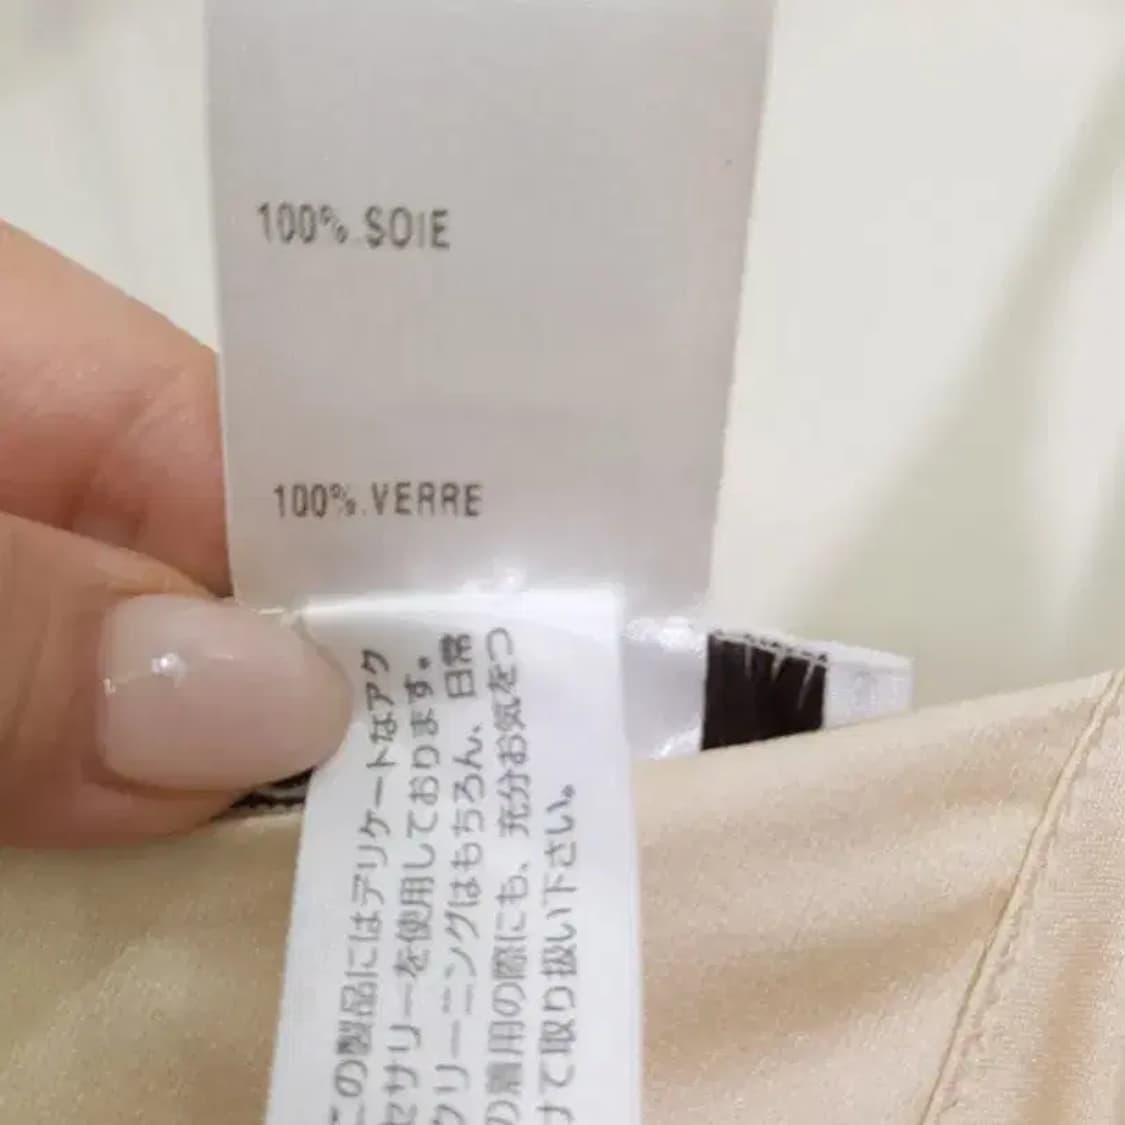 100%.SOIE
100%.VERRE
この製品にはデリケートなアク
セサリーを使用しております。
クリーニングはもちろん、日常
の着用の際にも、充分お気をつ
けて取り扱い下さい。